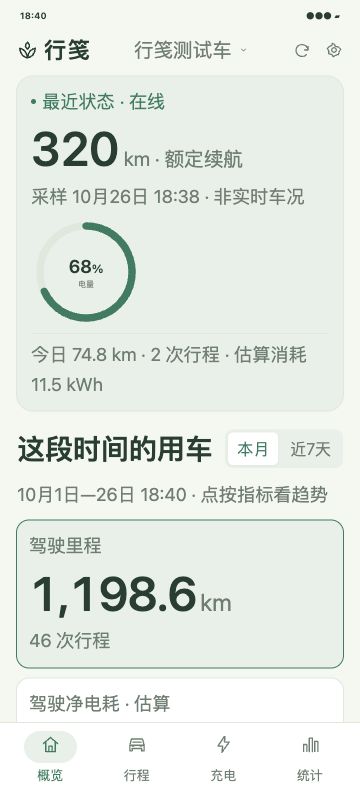 18:40
行笺
行笺测试车
最近状态 · 在线
320 km · 额定续航
采样 10月26日 18:38 · 非实时车况
68%
电量
今日 74.8 km · 2 次行程 · 估算消耗
11.5 kWh
这段时间的用车
本月
近7天
10月1日—26日 18:40 · 点按指标看趋势
驾驶里程
1,198.6 km
46 次行程
驾驶净电耗 · 估算
概览
行程
充电
统计